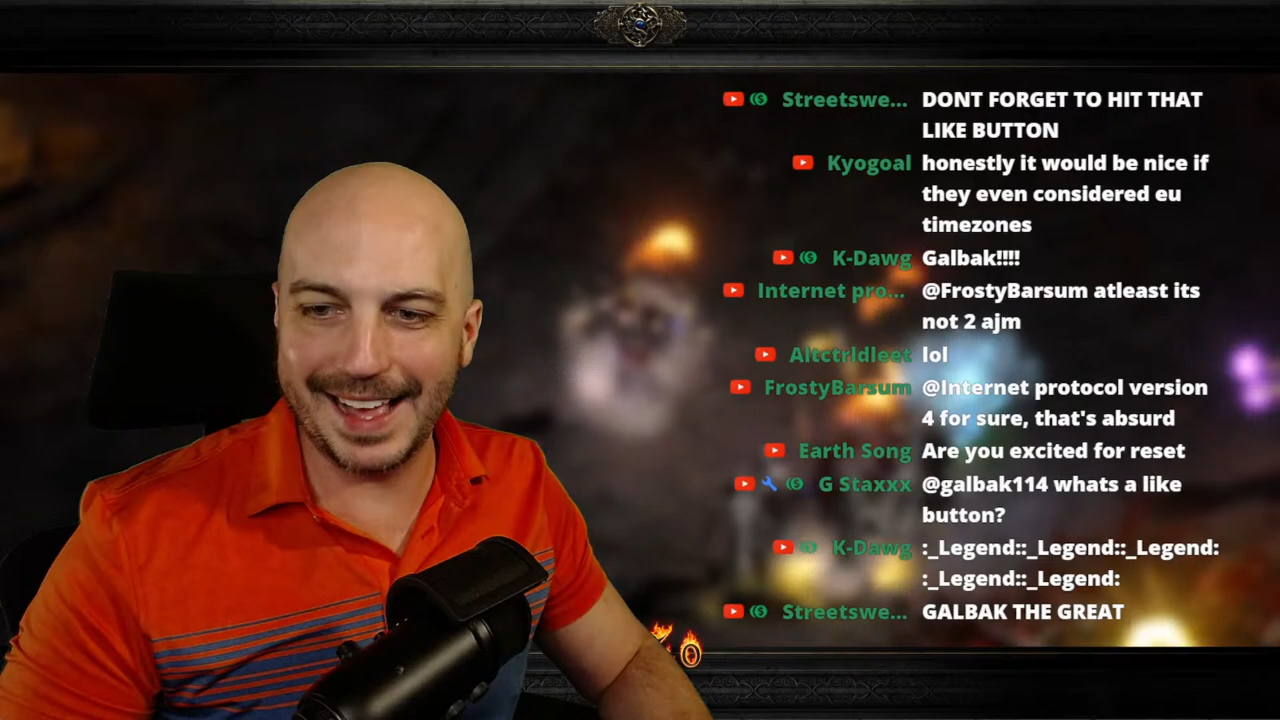 Streetswe... DONT FORGET TO HIT THAT
LIKE BUTTON
Kyogoal honestly it would be nice if
they even considered eu
timezones
K-Dawg Galbak!!!!
Internet pro... @FrostyBarsum atleast its
not 2 ajm
Altctrldleet lol
FrostyBarsum @Internet protocol version
4 for sure, that's absurd
Earth Song Are you excited for reset
G Staxxx @galbak114 whats a like
button?
K-Dawg :_Legend::_Legend::_Legend:
:_Legend::_Legend:
Streetswe... GALBAK THE GREAT